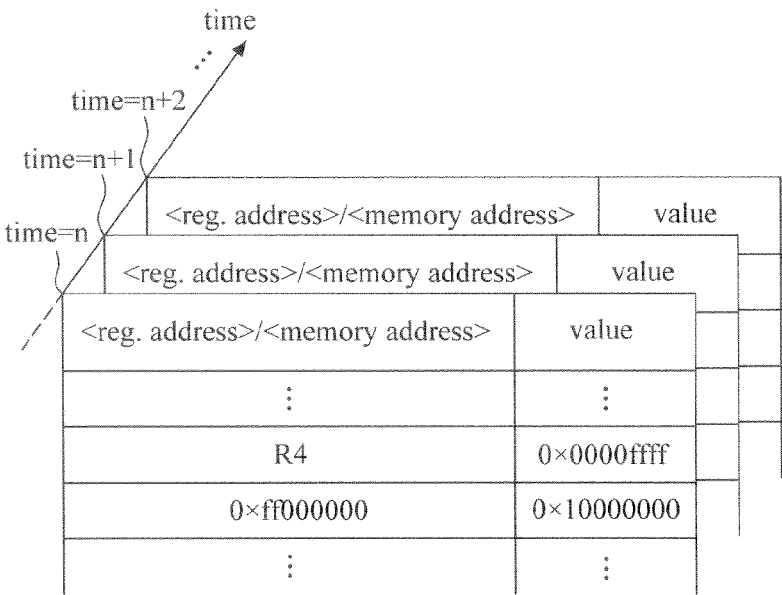 time
⋰
time=n+2
time=n+1
time=n
<reg. address>/<memory address> value
<reg. address>/<memory address> value
<reg. address>/<memory address> value
⋮ ⋮
R4 0×0000ffff
0×ff000000 0×10000000
⋮ ⋮